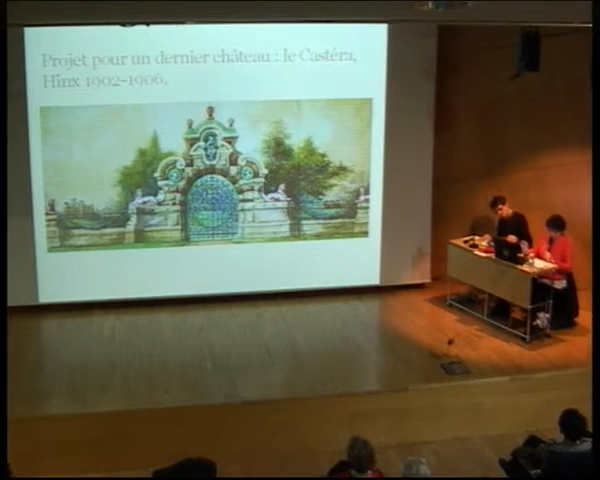 Projet pour un dernier château : le Castéra,
Hinx 1902-1906.